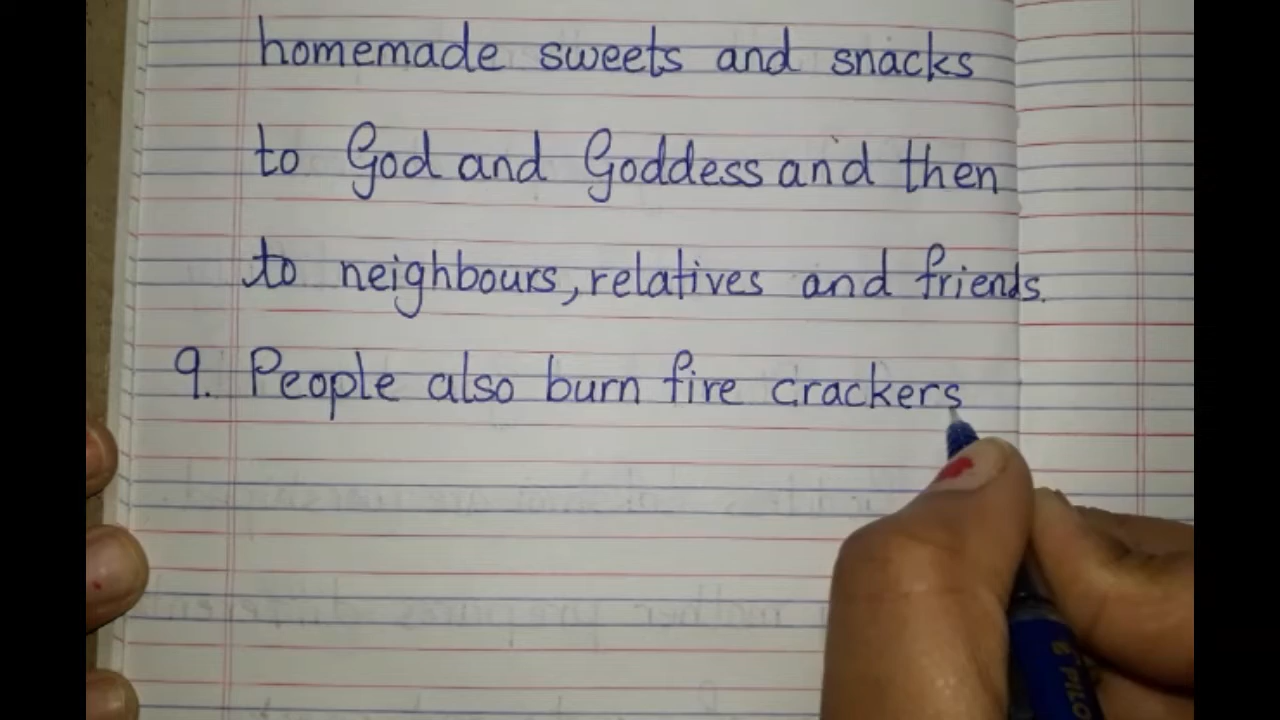 homemade sweets and snacks
to God and Goddess and then
to neighbours, relatives and friends.
9. People also burn fire crackers
PILO